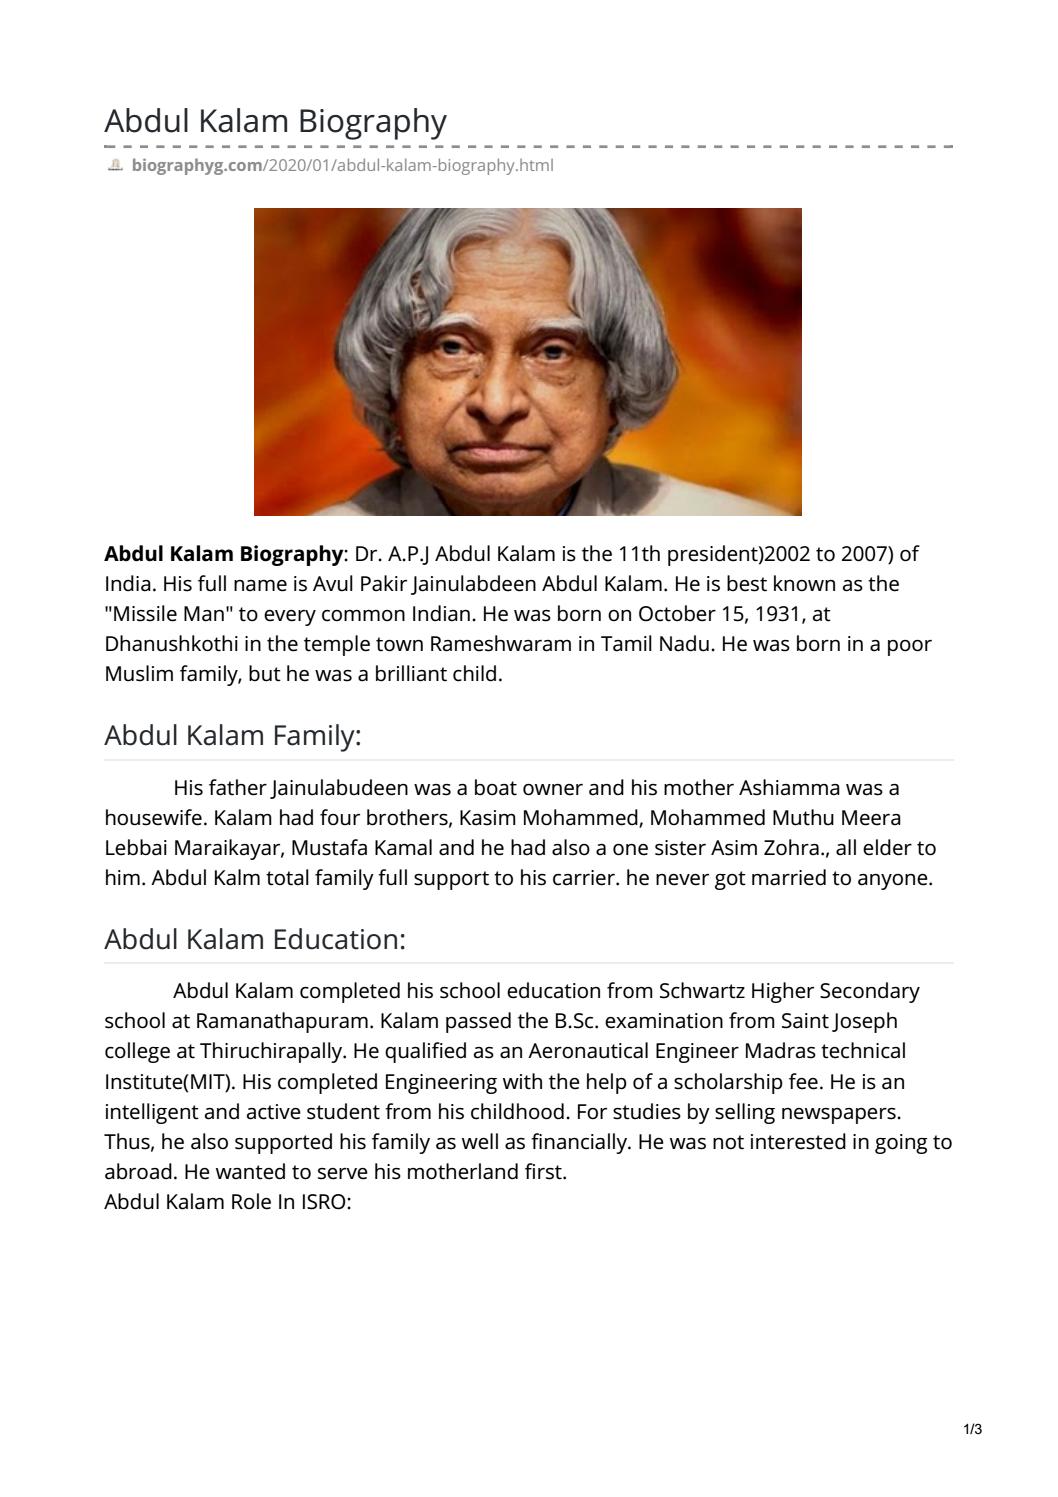 Abdul Kalam Biography
biographyg.com/2020/01/abdul-kalam-biography.html
Abdul Kalam Biography: Dr. A.P.J Abdul Kalam is the 11th president)2002 to 2007) of
India. His full name is Avul Pakir Jainulabdeen Abdul Kalam. He is best known as the
"Missile Man" to every common Indian. He was born on October 15, 1931, at
Dhanushkothi in the temple town Rameshwaram in Tamil Nadu. He was born in a poor
Muslim family, but he was a brilliant child.
Abdul Kalam Family:
His father Jainulabudeen was a boat owner and his mother Ashiamma was a
housewife. Kalam had four brothers, Kasim Mohammed, Mohammed Muthu Meera
Lebbai Maraikayar, Mustafa Kamal and he had also a one sister Asim Zohra., all elder to
him. Abdul Kalm total family full support to his carrier. he never got married to anyone.
Abdul Kalam Education:
Abdul Kalam completed his school education from Schwartz Higher Secondary
school at Ramanathapuram. Kalam passed the B.Sc. examination from Saint Joseph
college at Thiruchirapally. He qualified as an Aeronautical Engineer Madras technical
Institute(MIT). His completed Engineering with the help of a scholarship fee. He is an
intelligent and active student from his childhood. For studies by selling newspapers.
Thus, he also supported his family as well as financially. He was not interested in going to
abroad. He wanted to serve his motherland first.
Abdul Kalam Role In ISRO:
1/3